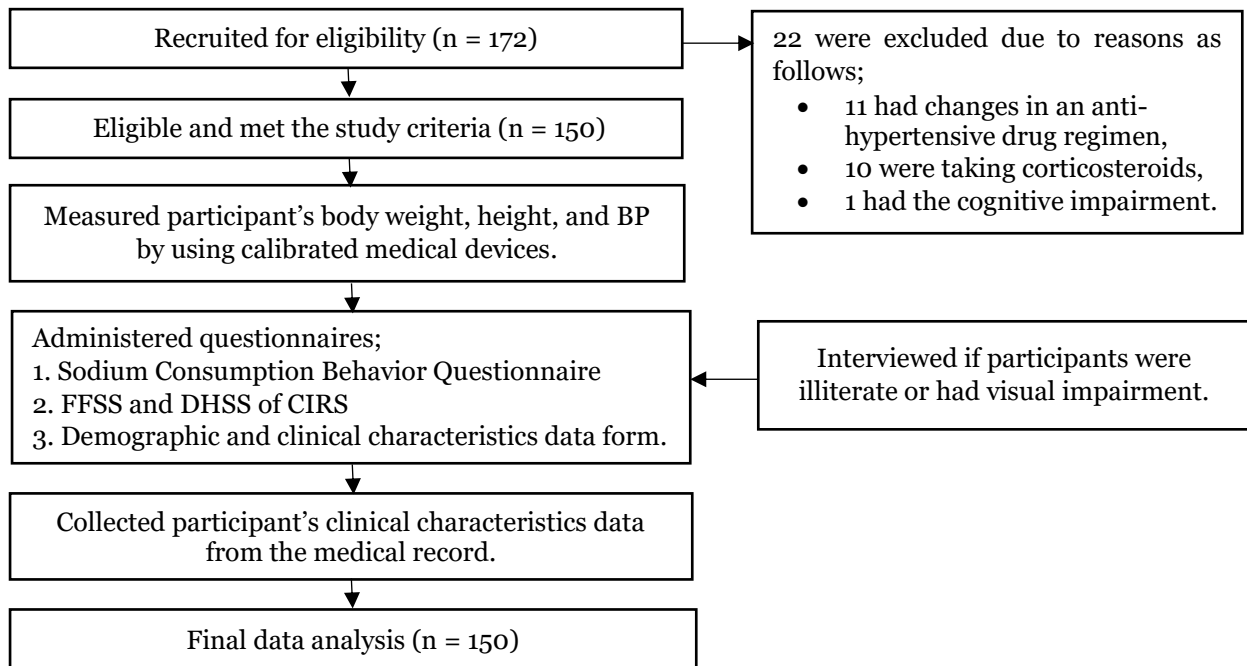 Recruited for eligibility (n = 172)
22 were excluded due to reasons as
follows;
• 11 had changes in an anti-
hypertensive drug regimen,
• 10 were taking corticosteroids,
• 1 had the cognitive impairment.
Eligible and met the study criteria (n = 150)
Measured participant’s body weight, height, and BP
by using calibrated medical devices.
Administered questionnaires;
1. Sodium Consumption Behavior Questionnaire
2. FFSS and DHSS of CIRS
3. Demographic and clinical characteristics data form.
Interviewed if participants were
illiterate or had visual impairment.
Collected participant’s clinical characteristics data
from the medical record.
Final data analysis (n = 150)